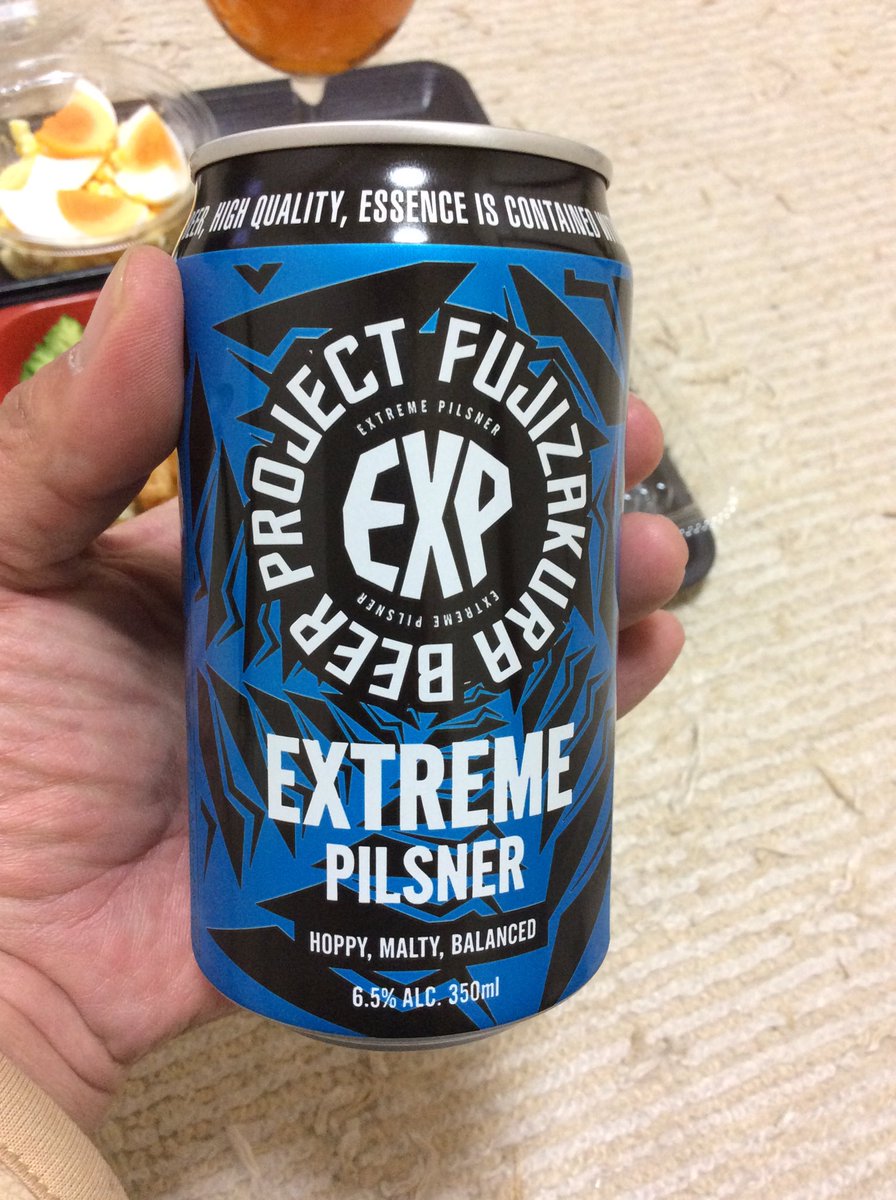 BEER, HIGH QUALITY, ESSENCE IS CONTAINED
PROJECT FUJIZAKURA BEER
EXTREME PILSNER
EXP
EXTREME PILSNER
EXTREME
PILSNER
HOPPY, MALTY, BALANCED
6.5% ALC. 350ml